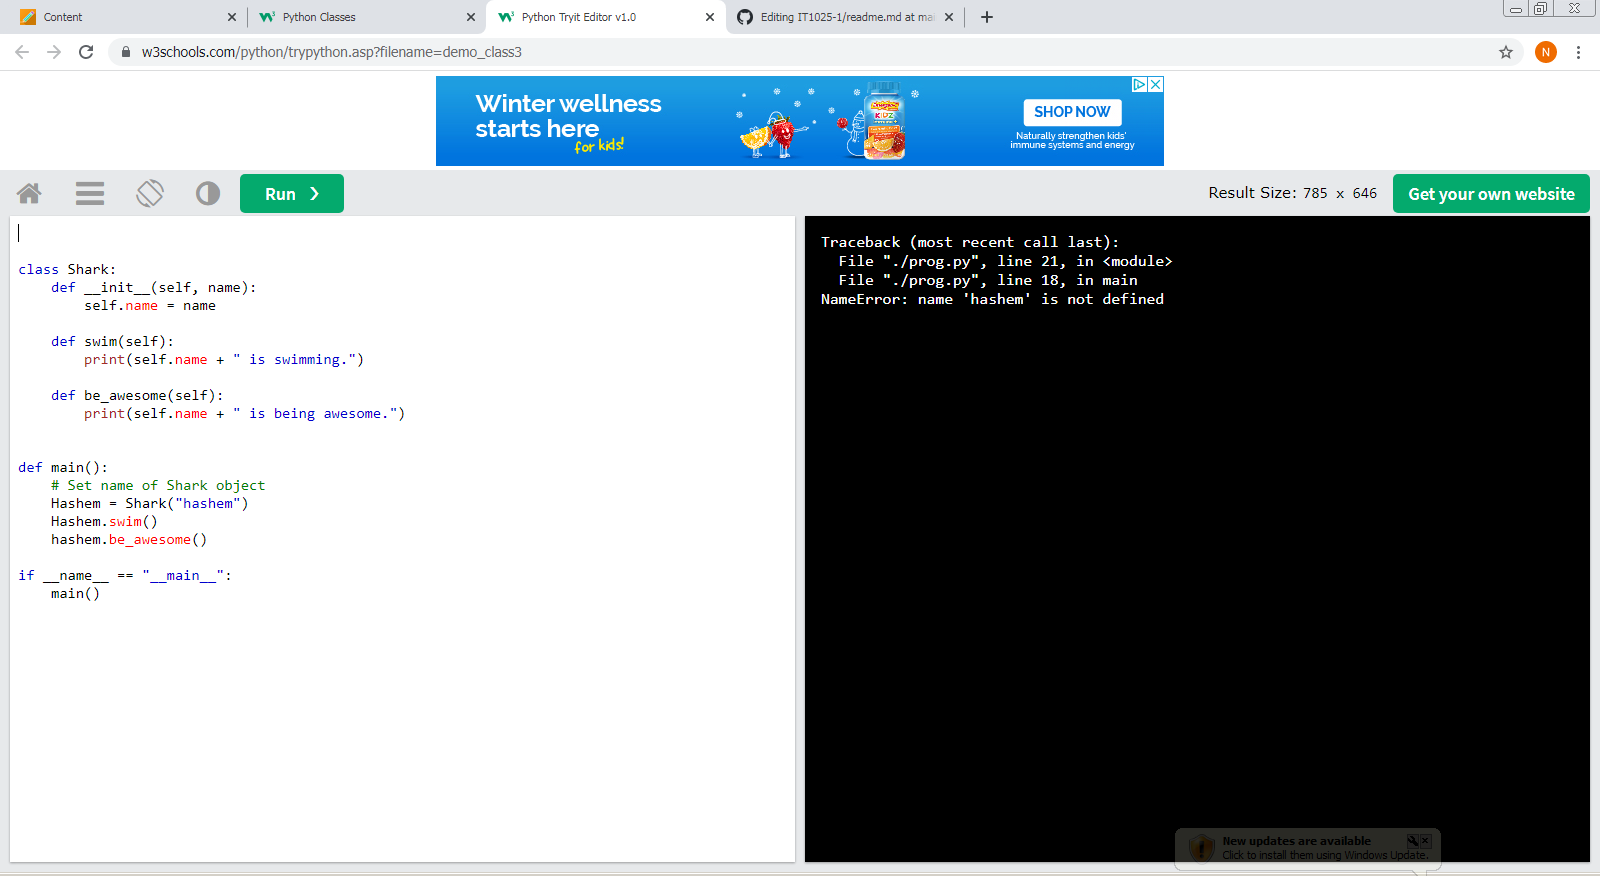 Content
Python Classes
Python Tryit Editor v1.0
Editing IT1025-1/readme.md at mai
w3schools.com/python/trypython.asp?filename=demo_class3
N
Winter wellness
starts here
for kids!
KIDZ
SHOP NOW
Naturally strengthen kids'
immune systems and energy
Run ❯
Result Size: 785 x 646
Get your own website
class Shark:
    def __init__(self, name):
        self.name = name
    def swim(self):
        print(self.name + " is swimming.")
    def be_awesome(self):
        print(self.name + " is being awesome.")
def main():
    # Set name of Shark object
    Hashem = Shark("hashem")
    Hashem.swim()
    hashem.be_awesome()
if __name__ == "__main__":
    main()
Traceback (most recent call last):
  File "./prog.py", line 21, in <module>
  File "./prog.py", line 18, in main
NameError: name 'hashem' is not defined
New updates are available
Click to install them using Windows Update.